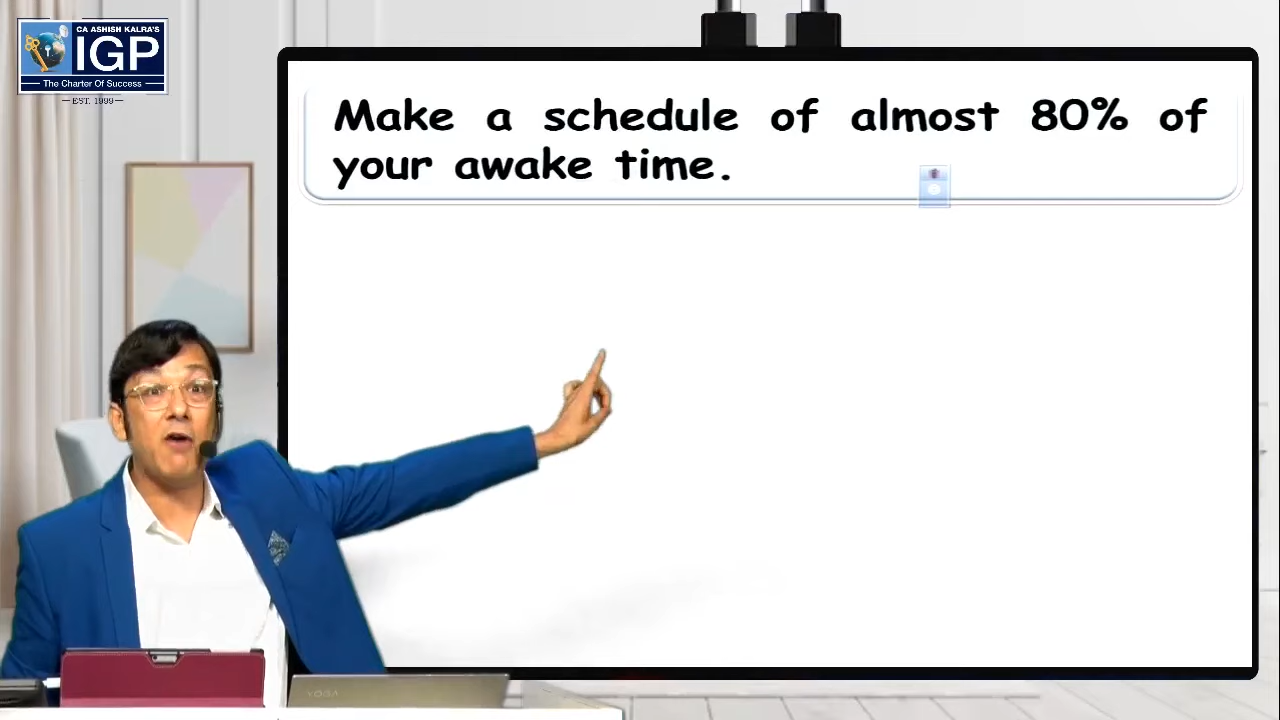 CA ASHISH KALRA'S
IGP
The Charter Of Success
EST. 1999
Make a schedule of almost 80% of
your awake time.
YOGA